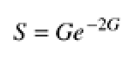 S = Ge^{-2G}